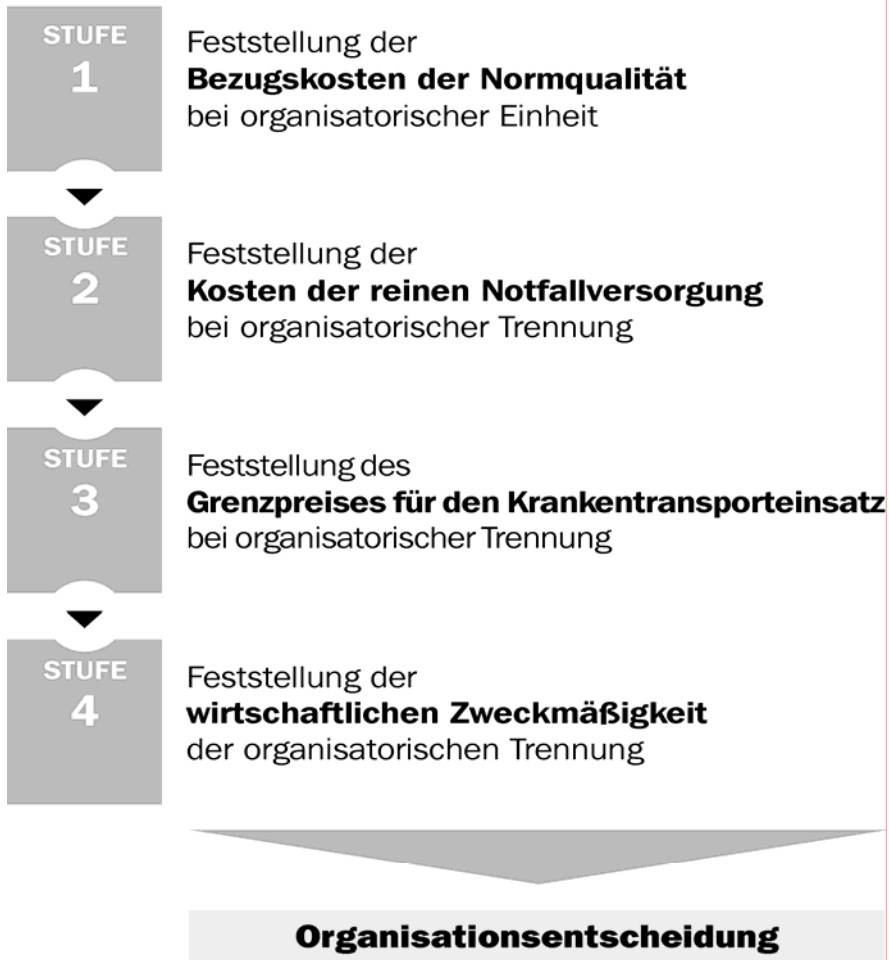 STUFE
1
Feststellung der
Bezugskosten der Normqualität
bei organisatorischer Einheit
STUFE
2
Feststellung der
Kosten der reinen Notfallversorgung
bei organisatorischer Trennung
STUFE
3
Feststellung des
Grenzpreises für den Krankentransporteinsatz
bei organisatorischer Trennung
STUFE
4
Feststellung der
wirtschaftlichen Zweckmäßigkeit
der organisatorischen Trennung
Organisationsentscheidung